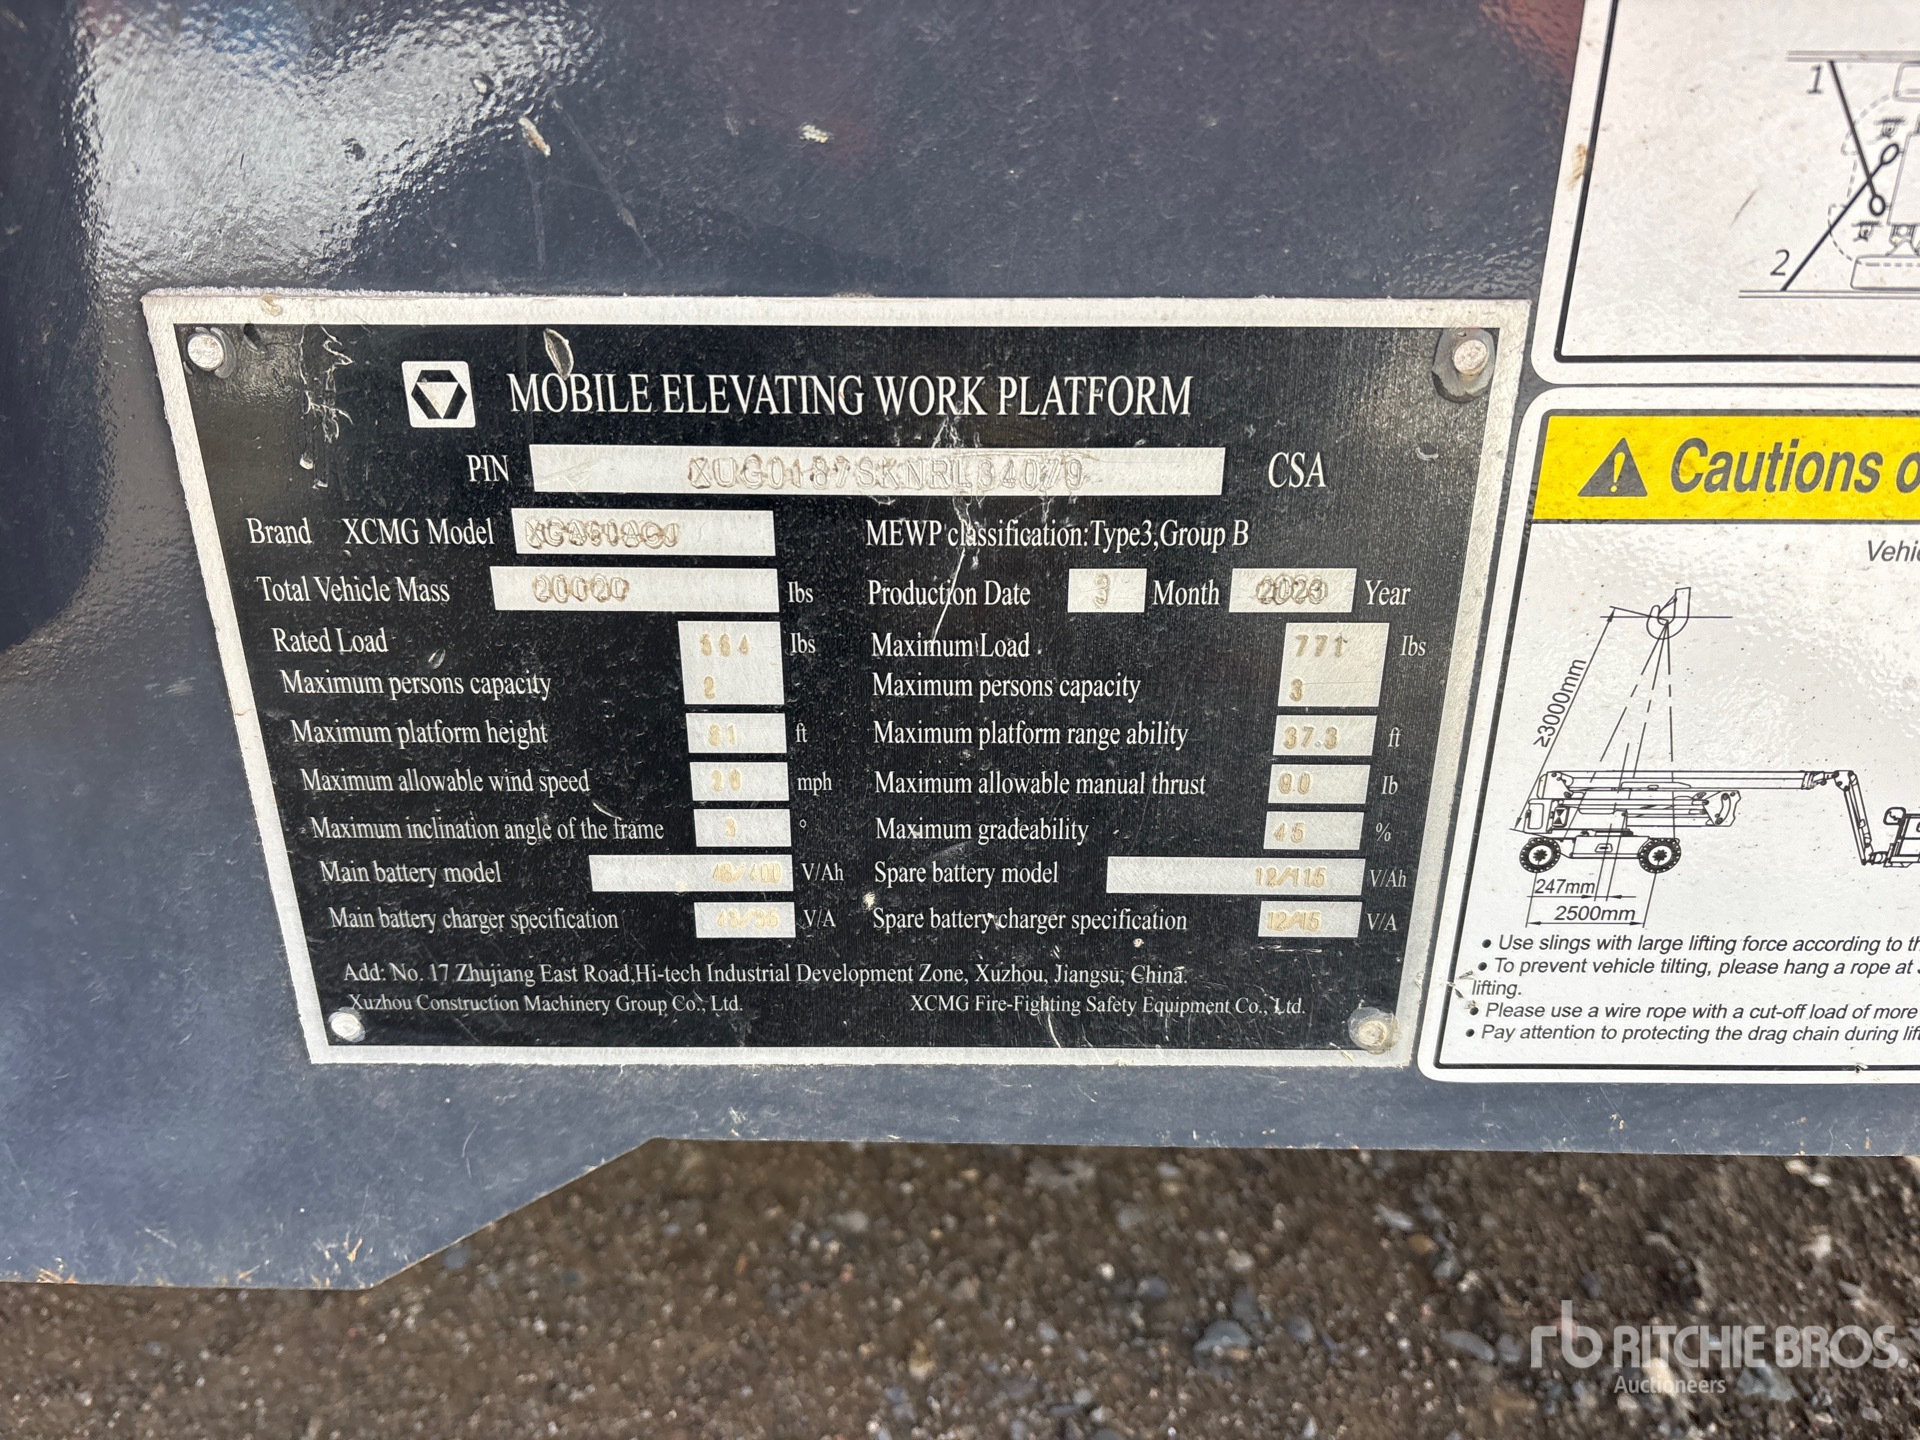 MOBILE ELEVATING WORK PLATFORM
PIN CSA
Brand XCMG Model
MEWP classification:Type3,Group B
Total Vehicle Mass lbs
Production Date 3 Month 2023 Year
Rated Load lbs
Maximum Load 771 lbs
Maximum persons capacity 2
Maximum persons capacity 3
Maximum platform height ft
Maximum platform range ability 37.3 ft
Maximum allowable wind speed mph
Maximum allowable manual thrust lb
Maximum inclination angle of the frame °
Maximum gradeability 45 %
Main battery model 48/400 V/Ah
Spare battery model 12/115 V/Ah
Main battery charger specification V/A
Spare battery charger specification 12/15 V/A
Add: No. 17 Zhujiang East Road,Hi-tech Industrial Development Zone, Xuzhou, Jiangsu, China.
Xuzhou Construction Machinery Group Co., Ltd.
XCMG Fire-Fighting Safety Equipment Co., Ltd.
1
2
Cautions
≥3000mm
247mm
2500mm
• Use slings with large lifting force according to
• To prevent vehicle tilting, please hang a rope at
lifting.
• Please use a wire rope with a cut-off load of more
• Pay attention to protecting the drag chain during
rb RITCHIE BROS.
Auctioneers